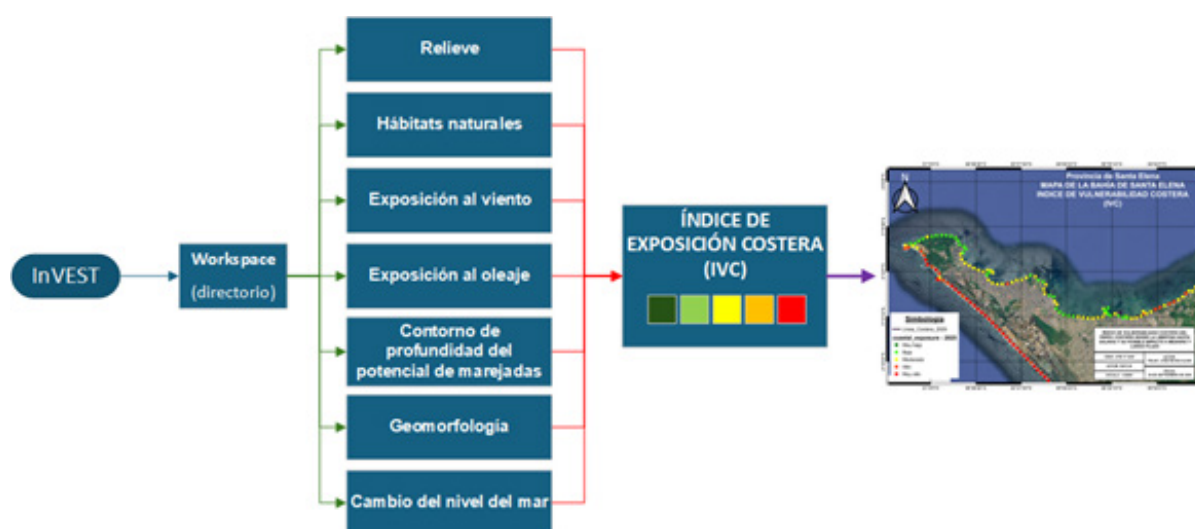 Relieve
Hábitats naturales
Exposición al viento
Exposición al oleaje
Contorno de
profundidad del
potencial de marejadas
Geomorfología
Cambio del nivel del mar
InVEST
Workspace
(directorio)
ÍNDICE DE
EXPOSICIÓN COSTERA
(IVC)
N
Provincia de Santa Elena
MAPA DE LA BAHÍA DE SANTA ELENA
INDICE DE VULNERABILIDAD COSTERA
(IVC)
Simbología